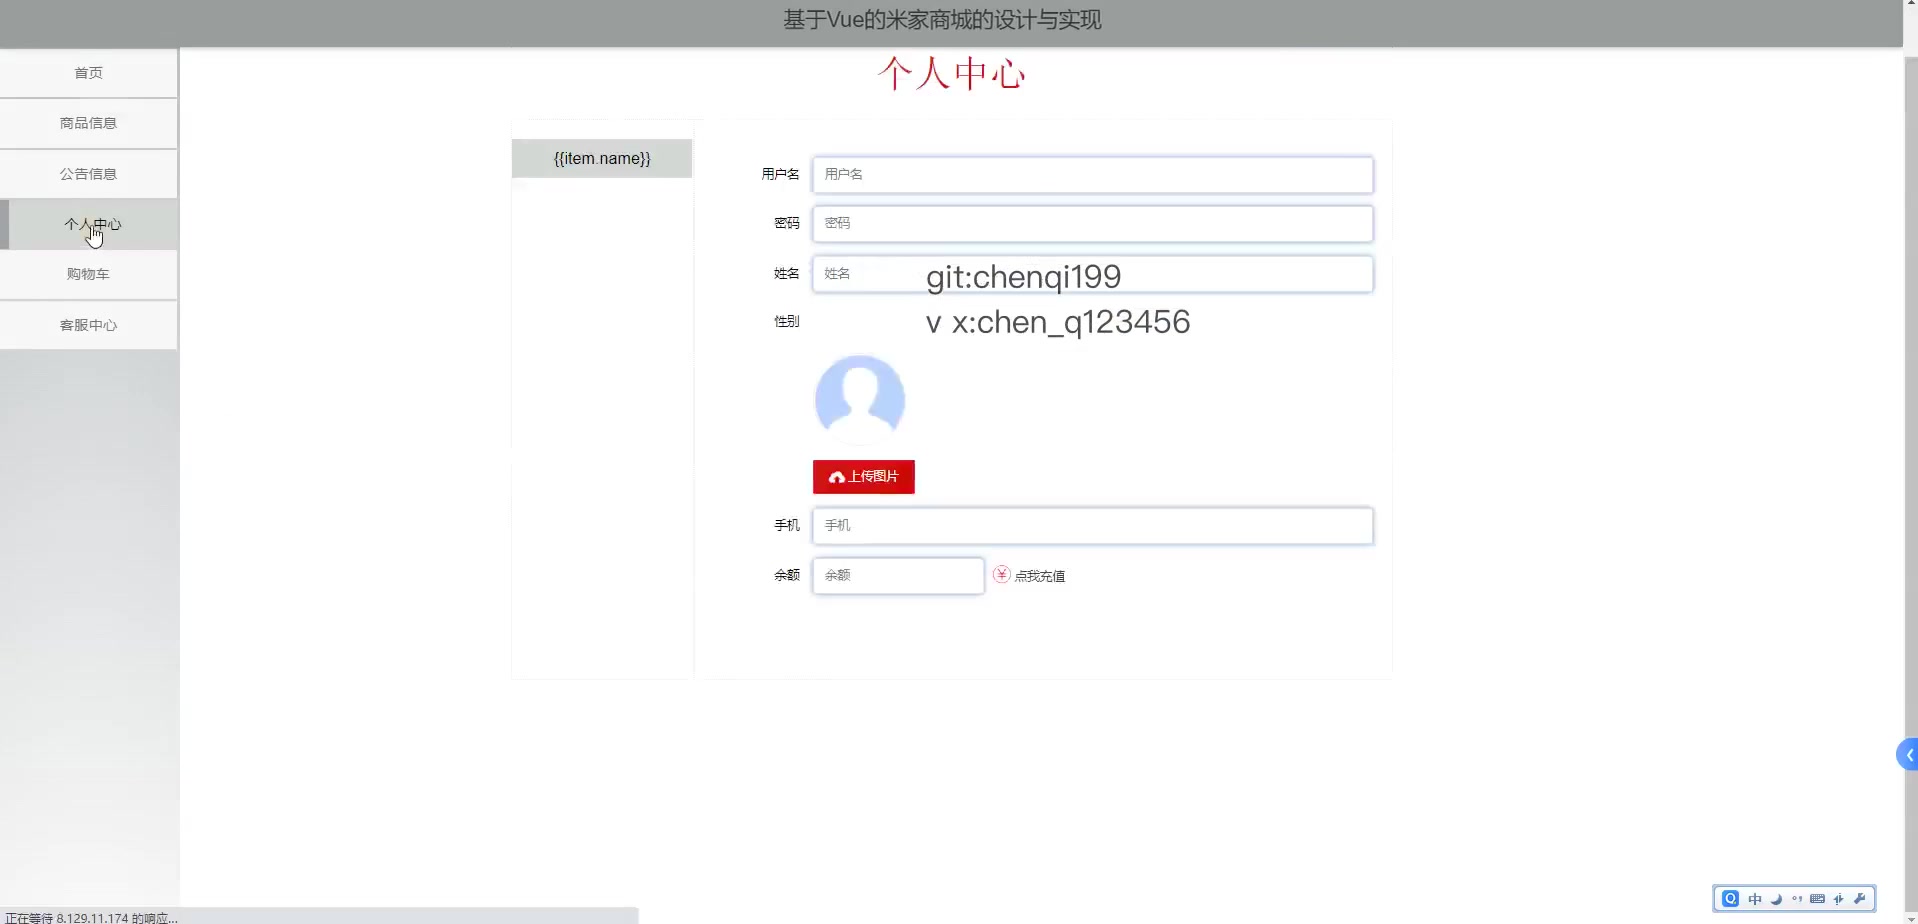 基于Vue的米家商城的设计与实现
首页
商品信息
公告信息
个人中心
购物车
客服中心
个人中心
{{item.name}}
用户名 用户名
密码 密码
姓名 姓名
git:chenqi199
性别
v x:chen_q123456
上传图片
手机 手机
余额 余额 ¥ 点我充值
正在等待 8.129.11.174 的响应...
中